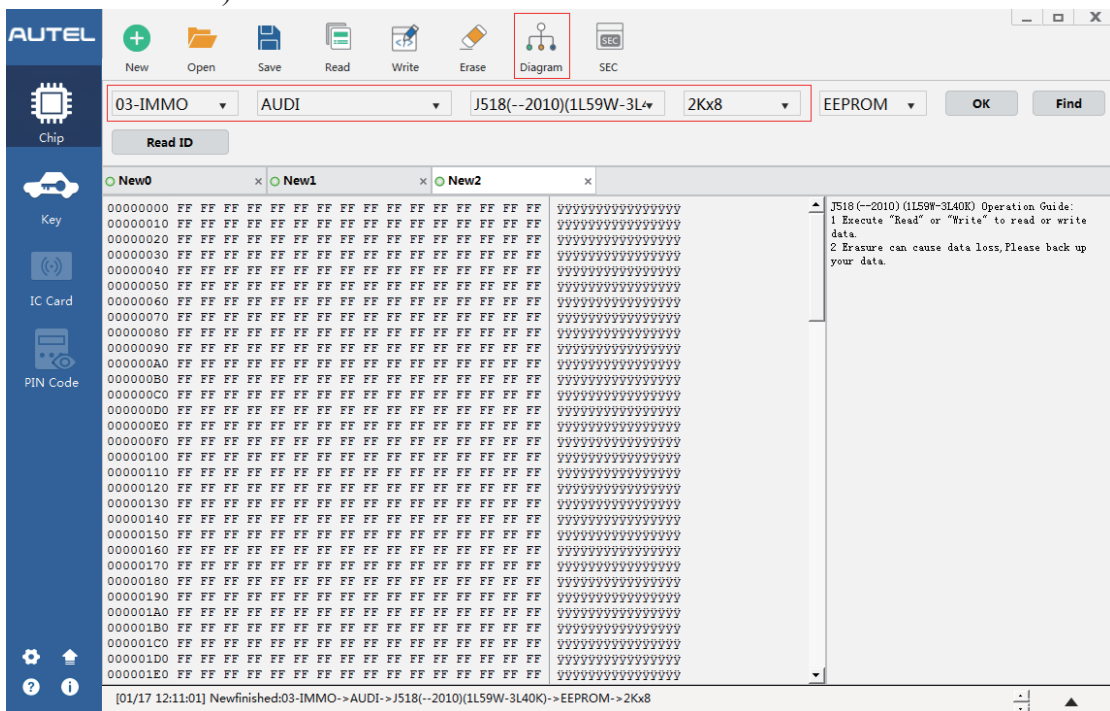 )
AUTEL
New Open Save Read Write Erase Diagram SEC
SEC
03-IMMO AUDI J518(--2010)(1L59W-3L4 2Kx8 EEPROM OK Find
Chip
Read ID
New0 × New1 × New2 ×
Key
IC Card
PIN Code
00000000 FF FF FF FF FF FF FF FF FF FF FF FF FF FF FF FF ÿÿÿÿÿÿÿÿÿÿÿÿÿÿÿÿ
00000010 FF FF FF FF FF FF FF FF FF FF FF FF FF FF FF FF ÿÿÿÿÿÿÿÿÿÿÿÿÿÿÿÿ
00000020 FF FF FF FF FF FF FF FF FF FF FF FF FF FF FF FF ÿÿÿÿÿÿÿÿÿÿÿÿÿÿÿÿ
00000030 FF FF FF FF FF FF FF FF FF FF FF FF FF FF FF FF ÿÿÿÿÿÿÿÿÿÿÿÿÿÿÿÿ
00000040 FF FF FF FF FF FF FF FF FF FF FF FF FF FF FF FF ÿÿÿÿÿÿÿÿÿÿÿÿÿÿÿÿ
00000050 FF FF FF FF FF FF FF FF FF FF FF FF FF FF FF FF ÿÿÿÿÿÿÿÿÿÿÿÿÿÿÿÿ
00000060 FF FF FF FF FF FF FF FF FF FF FF FF FF FF FF FF ÿÿÿÿÿÿÿÿÿÿÿÿÿÿÿÿ
00000070 FF FF FF FF FF FF FF FF FF FF FF FF FF FF FF FF ÿÿÿÿÿÿÿÿÿÿÿÿÿÿÿÿ
00000080 FF FF FF FF FF FF FF FF FF FF FF FF FF FF FF FF ÿÿÿÿÿÿÿÿÿÿÿÿÿÿÿÿ
00000090 FF FF FF FF FF FF FF FF FF FF FF FF FF FF FF FF ÿÿÿÿÿÿÿÿÿÿÿÿÿÿÿÿ
000000A0 FF FF FF FF FF FF FF FF FF FF FF FF FF FF FF FF ÿÿÿÿÿÿÿÿÿÿÿÿÿÿÿÿ
000000B0 FF FF FF FF FF FF FF FF FF FF FF FF FF FF FF FF ÿÿÿÿÿÿÿÿÿÿÿÿÿÿÿÿ
000000C0 FF FF FF FF FF FF FF FF FF FF FF FF FF FF FF FF ÿÿÿÿÿÿÿÿÿÿÿÿÿÿÿÿ
000000D0 FF FF FF FF FF FF FF FF FF FF FF FF FF FF FF FF ÿÿÿÿÿÿÿÿÿÿÿÿÿÿÿÿ
000000E0 FF FF FF FF FF FF FF FF FF FF FF FF FF FF FF FF ÿÿÿÿÿÿÿÿÿÿÿÿÿÿÿÿ
000000F0 FF FF FF FF FF FF FF FF FF FF FF FF FF FF FF FF ÿÿÿÿÿÿÿÿÿÿÿÿÿÿÿÿ
00000100 FF FF FF FF FF FF FF FF FF FF FF FF FF FF FF FF ÿÿÿÿÿÿÿÿÿÿÿÿÿÿÿÿ
00000110 FF FF FF FF FF FF FF FF FF FF FF FF FF FF FF FF ÿÿÿÿÿÿÿÿÿÿÿÿÿÿÿÿ
00000120 FF FF FF FF FF FF FF FF FF FF FF FF FF FF FF FF ÿÿÿÿÿÿÿÿÿÿÿÿÿÿÿÿ
00000130 FF FF FF FF FF FF FF FF FF FF FF FF FF FF FF FF ÿÿÿÿÿÿÿÿÿÿÿÿÿÿÿÿ
00000140 FF FF FF FF FF FF FF FF FF FF FF FF FF FF FF FF ÿÿÿÿÿÿÿÿÿÿÿÿÿÿÿÿ
00000150 FF FF FF FF FF FF FF FF FF FF FF FF FF FF FF FF ÿÿÿÿÿÿÿÿÿÿÿÿÿÿÿÿ
00000160 FF FF FF FF FF FF FF FF FF FF FF FF FF FF FF FF ÿÿÿÿÿÿÿÿÿÿÿÿÿÿÿÿ
00000170 FF FF FF FF FF FF FF FF FF FF FF FF FF FF FF FF ÿÿÿÿÿÿÿÿÿÿÿÿÿÿÿÿ
00000180 FF FF FF FF FF FF FF FF FF FF FF FF FF FF FF FF ÿÿÿÿÿÿÿÿÿÿÿÿÿÿÿÿ
00000190 FF FF FF FF FF FF FF FF FF FF FF FF FF FF FF FF ÿÿÿÿÿÿÿÿÿÿÿÿÿÿÿÿ
000001A0 FF FF FF FF FF FF FF FF FF FF FF FF FF FF FF FF ÿÿÿÿÿÿÿÿÿÿÿÿÿÿÿÿ
000001B0 FF FF FF FF FF FF FF FF FF FF FF FF FF FF FF FF ÿÿÿÿÿÿÿÿÿÿÿÿÿÿÿÿ
000001C0 FF FF FF FF FF FF FF FF FF FF FF FF FF FF FF FF ÿÿÿÿÿÿÿÿÿÿÿÿÿÿÿÿ
000001D0 FF FF FF FF FF FF FF FF FF FF FF FF FF FF FF FF ÿÿÿÿÿÿÿÿÿÿÿÿÿÿÿÿ
000001E0 FF FF FF FF FF FF FF FF FF FF FF FF FF FF FF FF ÿÿÿÿÿÿÿÿÿÿÿÿÿÿÿÿ
J518(--2010)(1L59W-3L40K) Operation Guide:
1 Execute "Read" or "Write" to read or write
data.
2 Erasure can cause data loss,Please back up
your data.
[01/17 12:11:01] Newfinished:03-IMMO->AUDI->J518(--2010)(1L59W-3L40K)->EEPROM->2Kx8